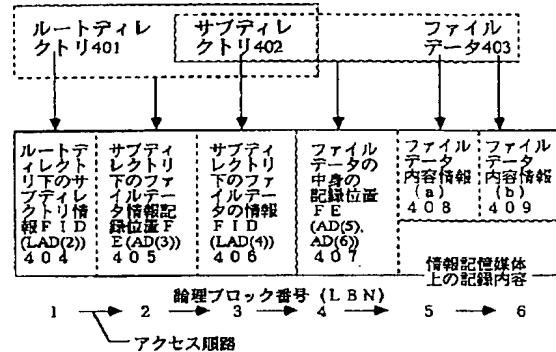 ルートディレ
クトリ401
サブディレ
クトリ402
ファイル
データ403
ルートデ
ィレクト
リ下のサ
ブディレ
クトリ情
報FID
(LAD(2))
404
サブディ
レクトリ
下のファ
イルデー
タ情報記
録位置F
E(AD(3))
405
サブディ
レクトリ
下のファ
イルデー
タの情報
FID
(LAD(4))
406
ファイル
データの
中身の
記録位置
FE
(AD(5),
AD(6))
407
ファイル
データ
内容情報
(a)
408
ファイル
データ
内容情報
(b)
409
情報記憶媒体
上の記録内容
論理ブロック番号(LBN)
1 2 3 4 5 6
アクセス順路